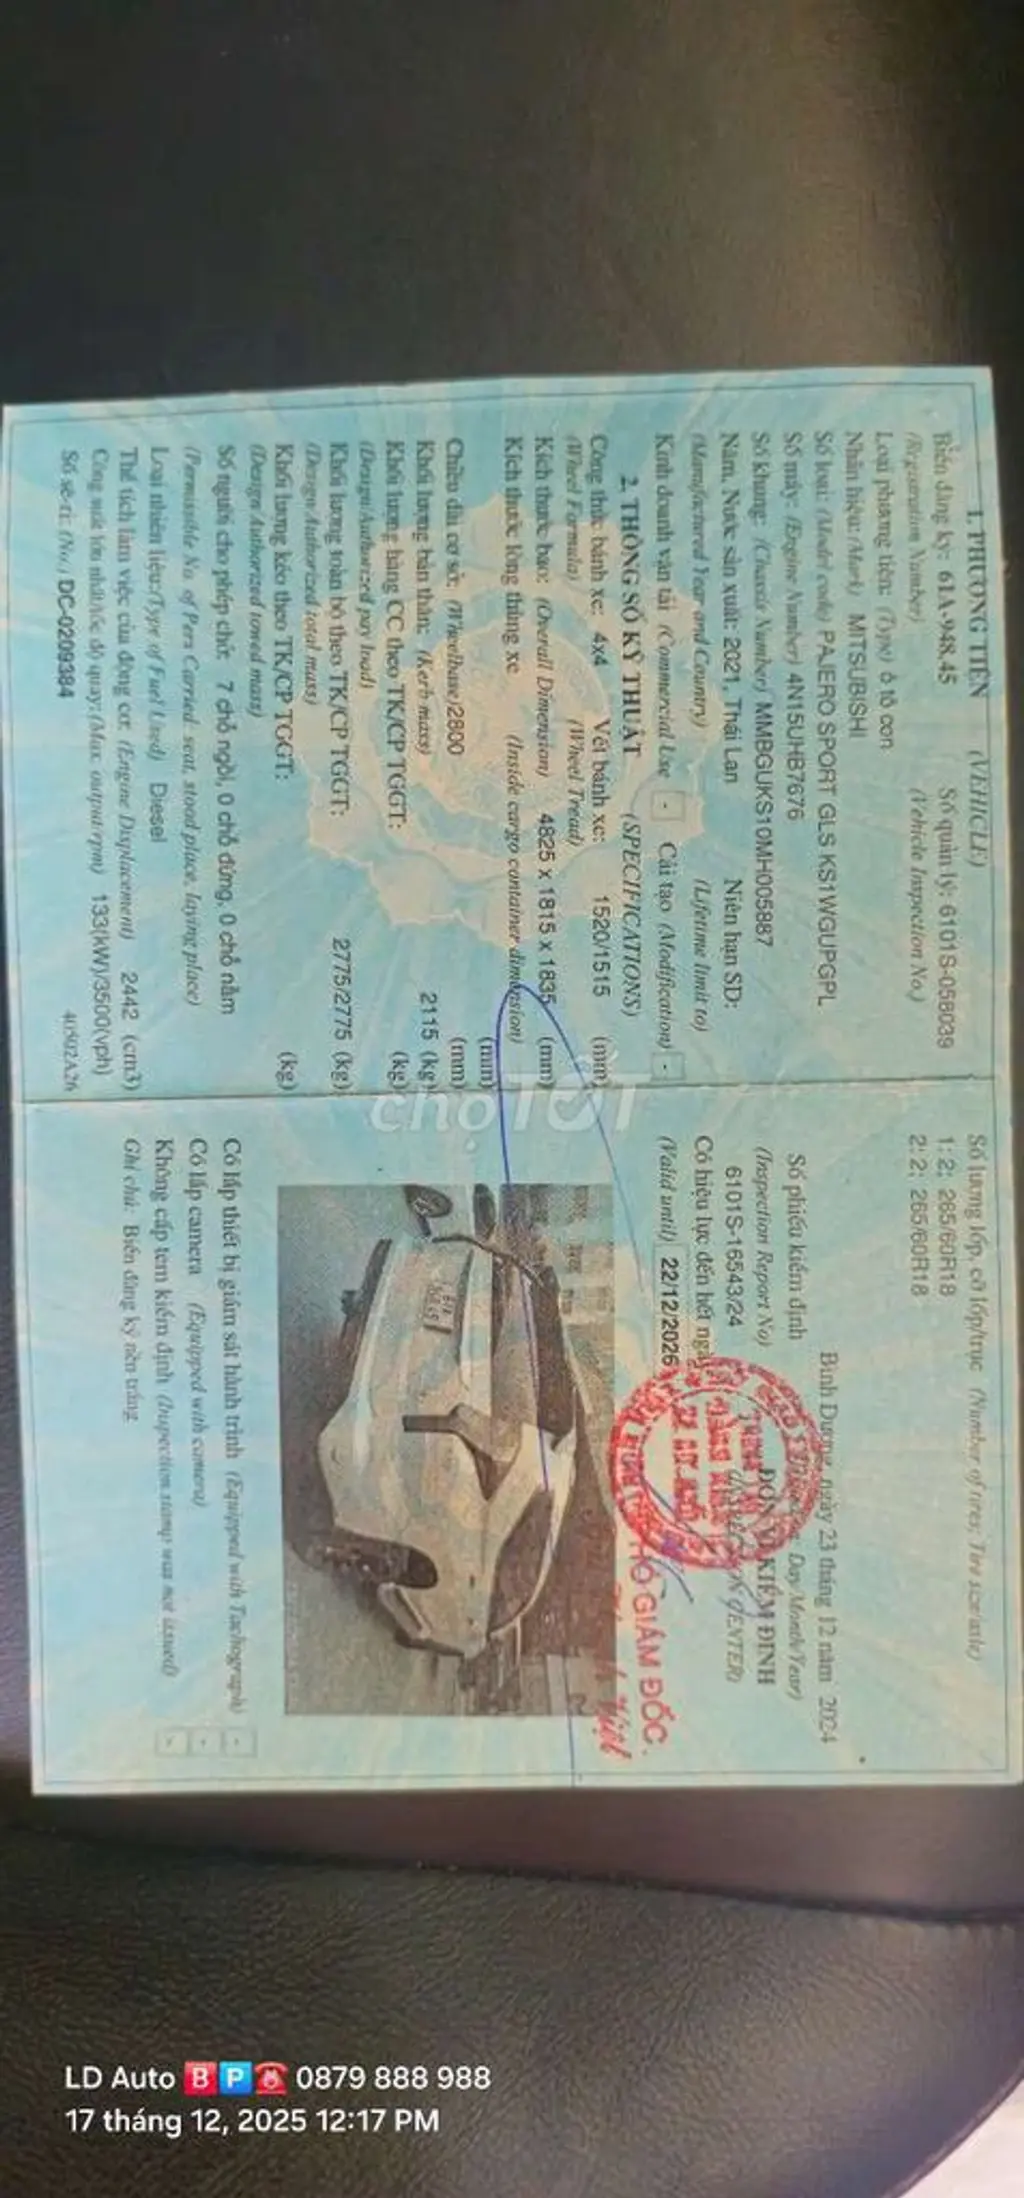 1. PHƯƠNG TIỆN (VEHICLE)
Biển đăng ký: 61A-948.45 Số quản lý: 6101S-058039
(Registration Number) (Vehicle Inspection No.)
Loại phương tiện: (Type) ô tô con
Nhãn hiệu: (Mark) MITSUBISHI
Số loại: (Model code) PAJERO SPORT GLS KS1WGUPGPL
Số máy: (Engine Number) 4N15UHB7676
Số khung: (Chassis Number) MMBGUKS10MH005887
Năm, Nước sản xuất: 2021, Thái Lan Niên hạn SD:
(Manufactured Year and Country) (Lifetime limit to)
Kinh doanh vận tải (Commercial Use) - Cải tạo (Modification) -
2. THÔNG SỐ KỸ THUẬT (SPECIFICATIONS)
Công thức bánh xe: 4x4 Vết bánh xe: 1520/1515 (mm)
(Wheel Formula) (Wheel Tread)
Kích thước bao: (Overall Dimension) 4825 x 1815 x 1835 (mm)
Kích thước lòng thùng xe (Inside cargo container dimension)
(mm)
Chiều dài cơ sở: (Wheelbase) 2800 (mm)
Khối lượng bản thân: (Kerb mass) 2115 (kg)
Khối lượng hàng CC theo TK/CP TGGT: (kg)
(Design/Authorized pay load)
Khối lượng toàn bộ theo TK/CP TGGT: 2775/2775 (kg)
(Design/Authorized total mass)
Khối lượng kéo theo TK/CP TGGT: (kg)
(Design/Authorized towed mass)
Số người cho phép chở: 7 chỗ ngồi, 0 chỗ đứng, 0 chỗ nằm
(Permissible No. of Pers Carried: seat, stood place, laying place)
Loại nhiên liệu: (Type of Fuel Used) Diesel
Thể tích làm việc của động cơ: (Engine Displacement) 2442 (cm3)
Công suất lớn nhất/tốc độ quay: (Max. output/rpm) 133(kW)/3500(vph)
Số sê-ri: (No.) DC-0209384 40S02A26
Số lượng lốp, cỡ lốp/trục (Number of tires; Tire size/axle)
1: 2; 265/60R18
2: 2; 265/60R18
Bình Dương, ngày 23 tháng 12 năm 2024
Day/Month/Year)
Số phiếu kiểm định
(Inspection Report No)
6101S-16543/24
ĐƠN VỊ KIỂM ĐỊNH
CENTER)
Có hiệu lực đến hết ngày
(Valid until) 22/12/2026
PHÓ GIÁM ĐỐC
Có lắp thiết bị giám sát hành trình (Equipped with Tachograph) -
Có lắp camera (Equipped with camera) -
Không cấp tem kiểm định (Inspection stamp was not issued) -
Ghi chú: Biển đăng ký nền trắng
chợTỐT
LD Auto 🅱️🅿️☎️ 0879 888 988
17 tháng 12, 2025 12:17 PM